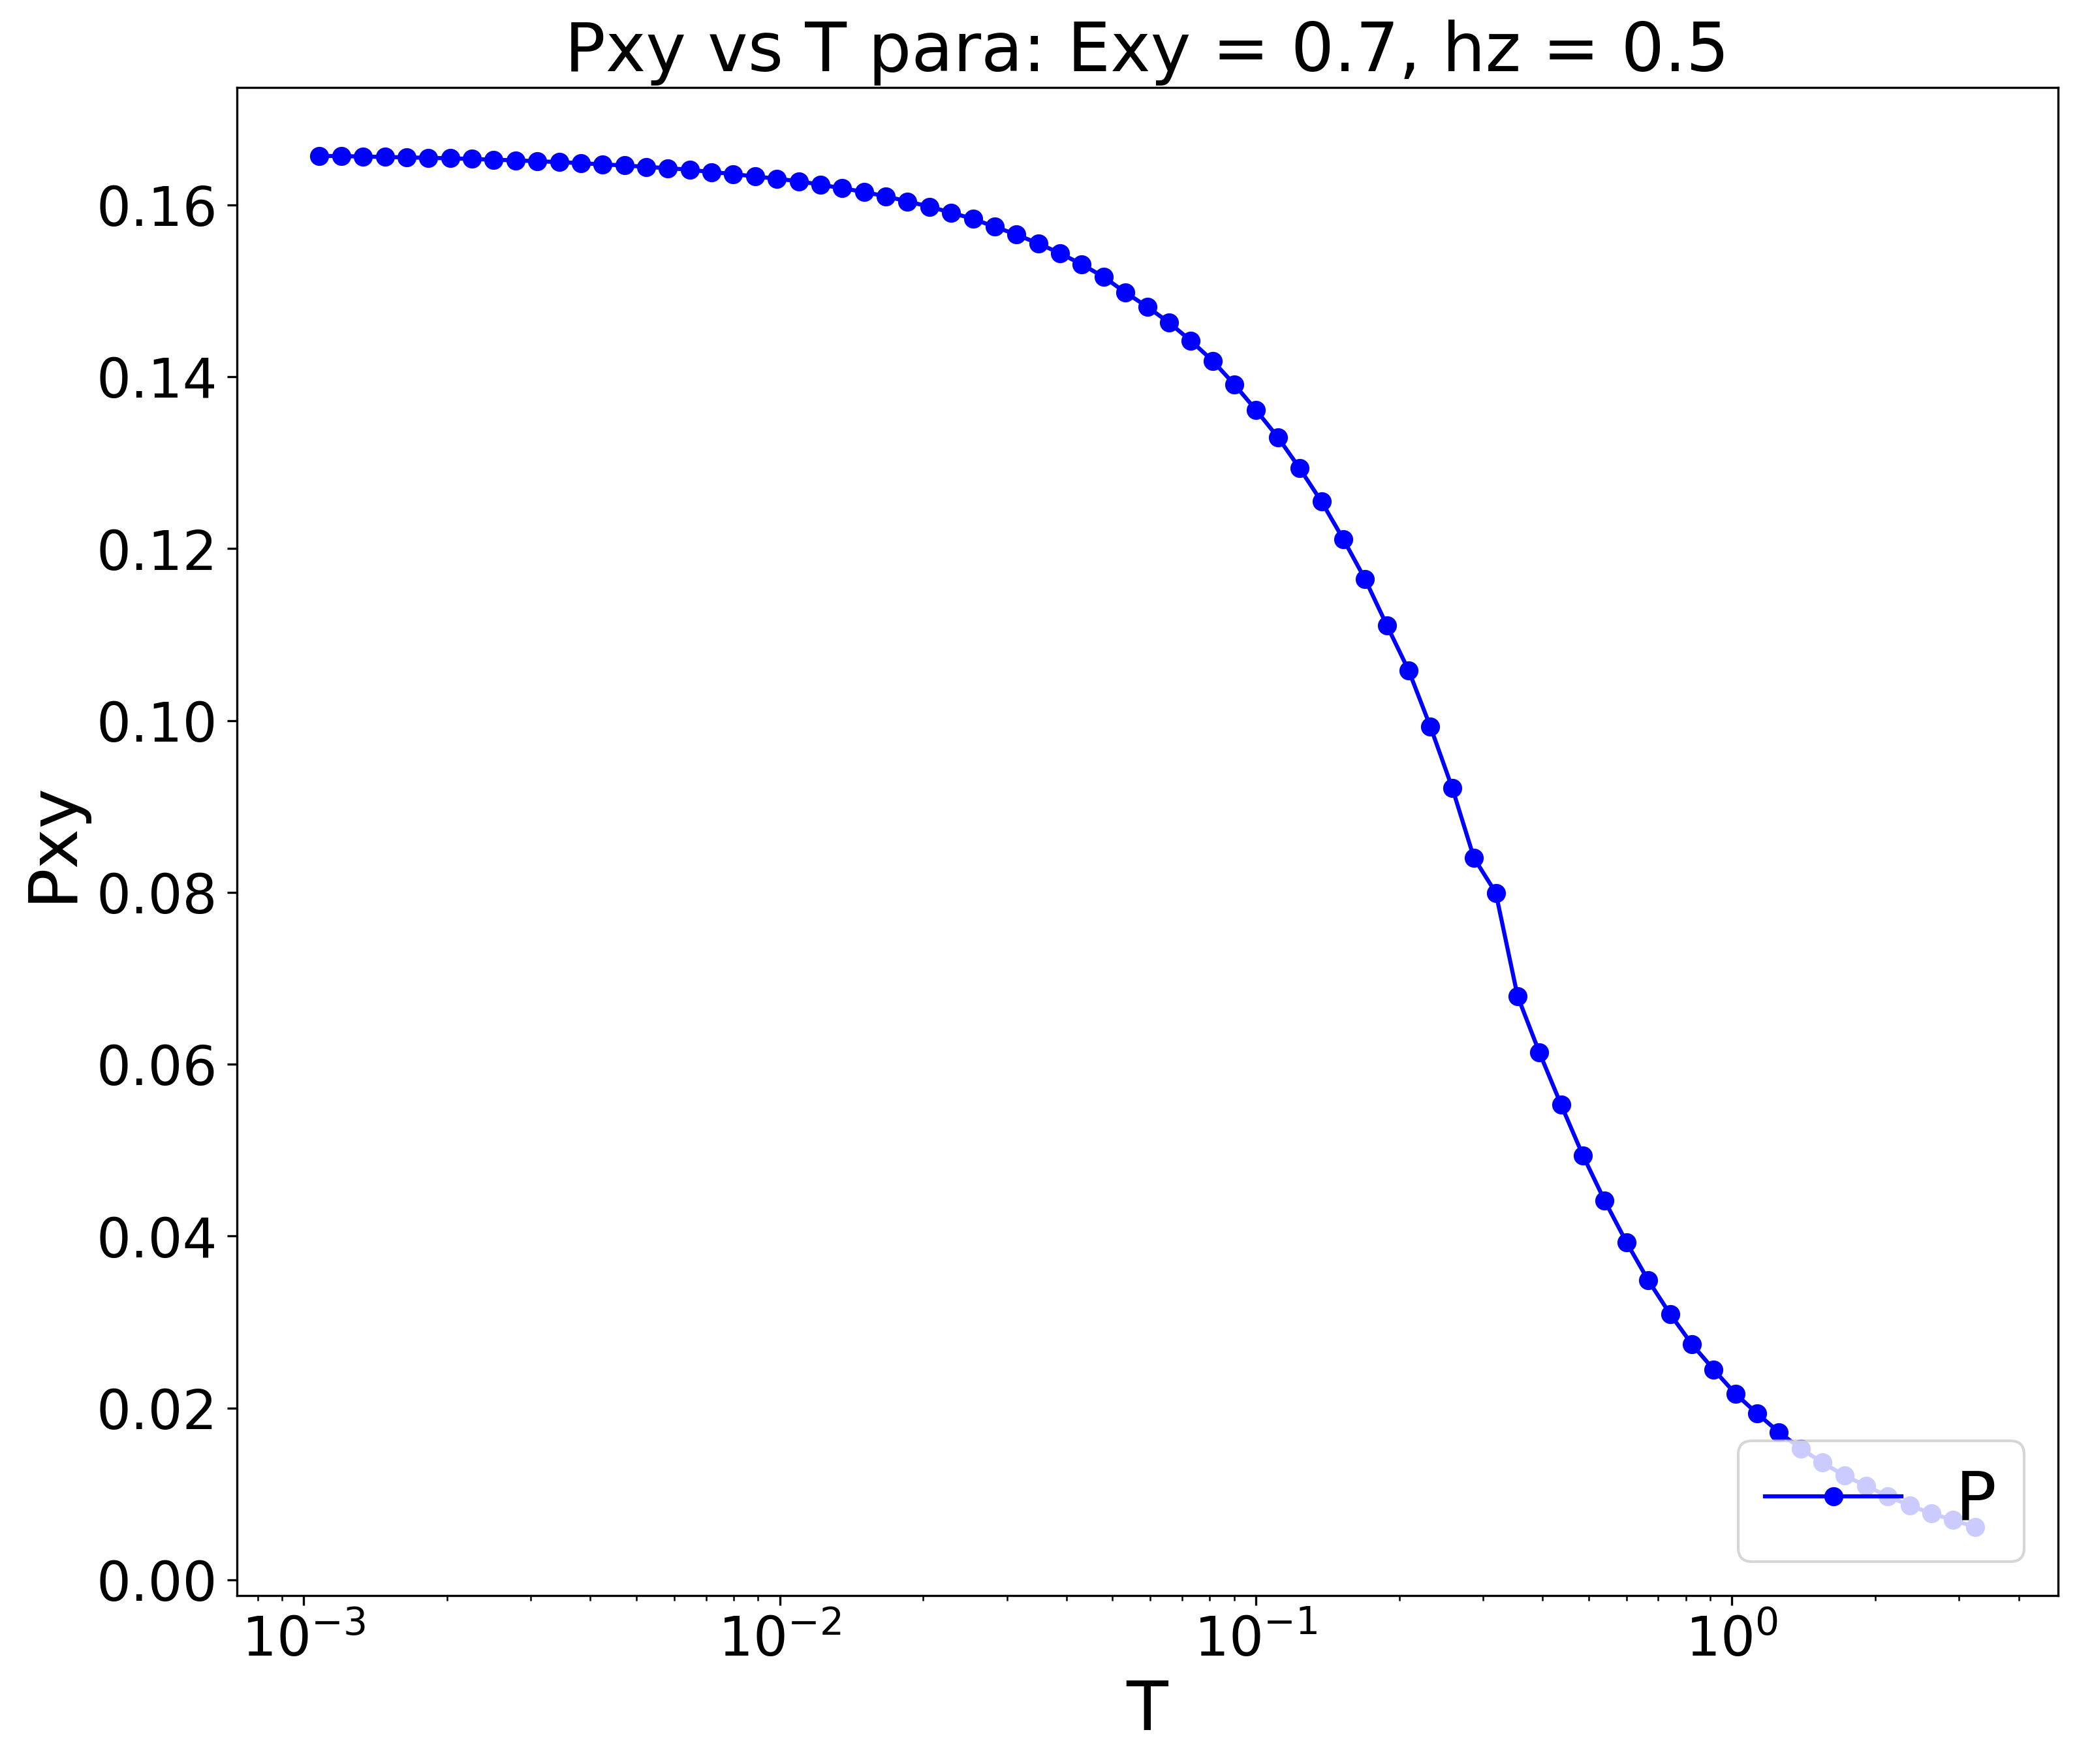 Pxy vs T para: Exy = 0.7, hz = 0.5
Pxy
0.16
0.14
0.12
0.10
0.08
0.06
0.04
0.02
0.00
10⁻³ 10⁻² 10⁻¹ 10⁰
T
P